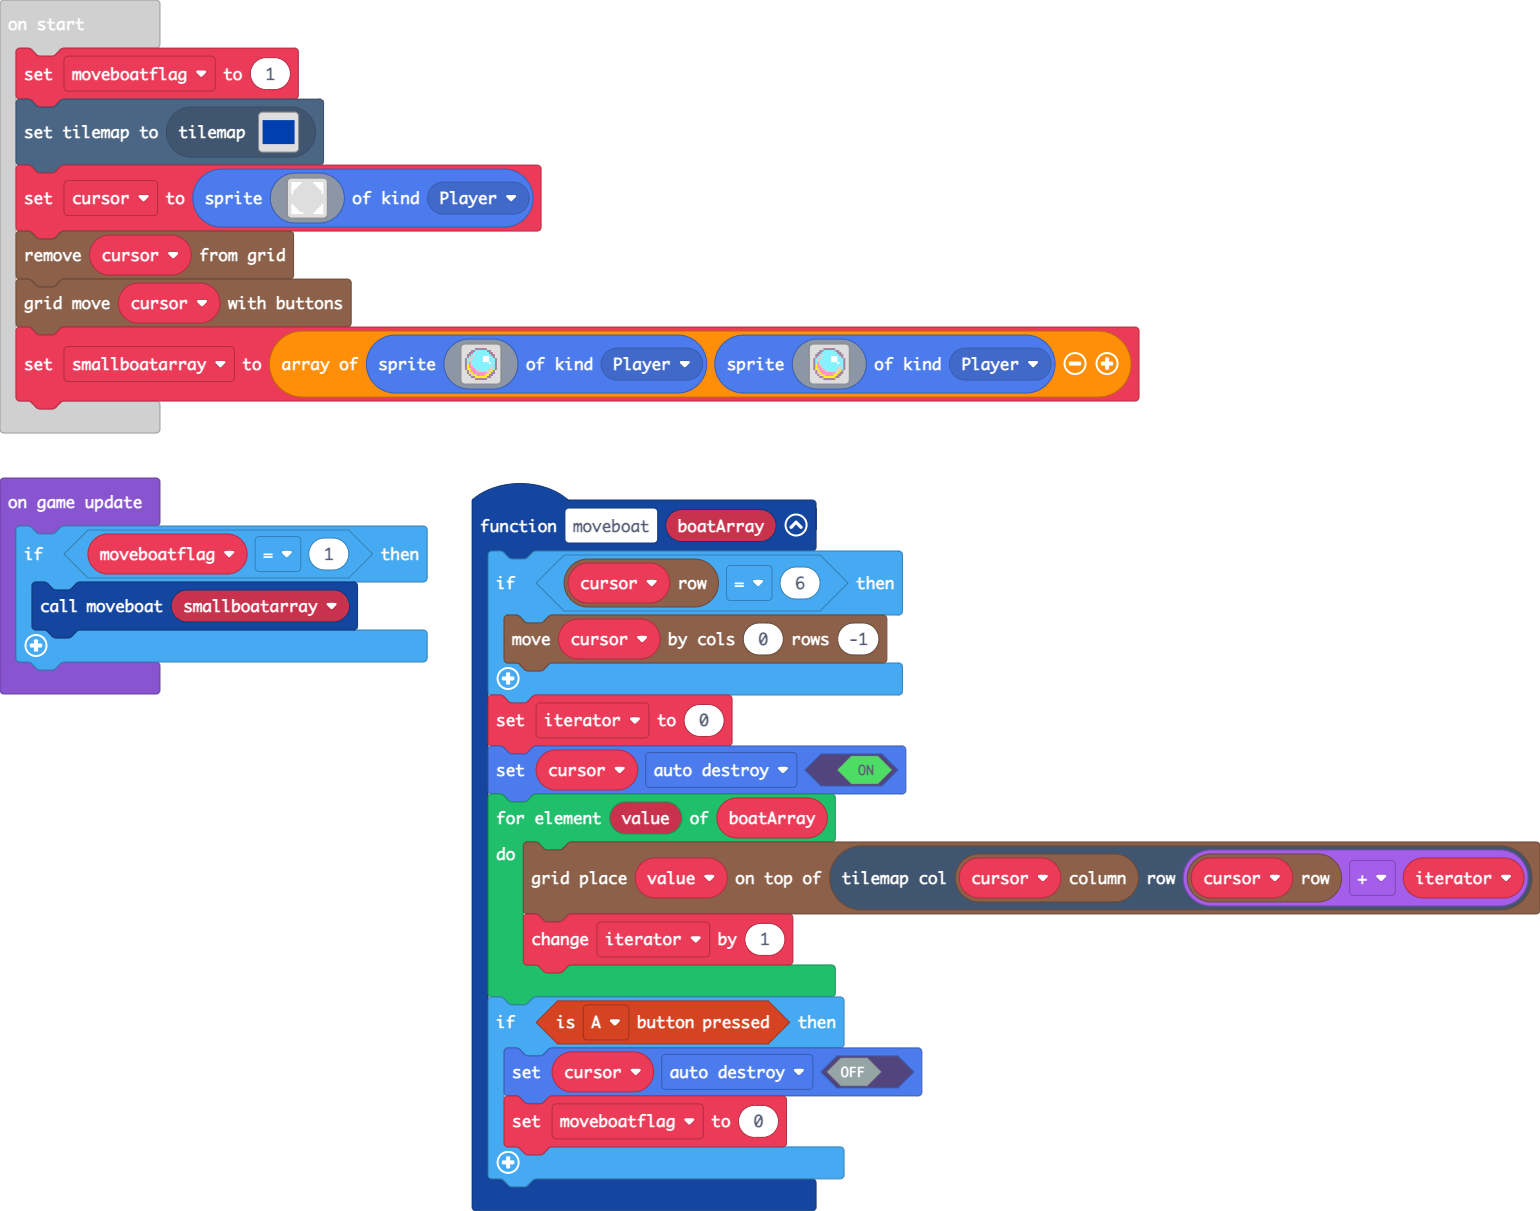 on start
set moveboatflag to 1
set tilemap to tilemap
set cursor to sprite of kind Player
remove cursor from grid
grid move cursor with buttons
set smallboatarray to array of sprite of kind Player sprite of kind Player
on game update
if moveboatflag = 1 then
call moveboat smallboatarray
function moveboat boatArray
if cursor row = 6 then
move cursor by cols 0 rows -1
set iterator to 0
set cursor auto destroy ON
for element value of boatArray
do
grid place value on top of tilemap col cursor column row cursor row + iterator
change iterator by 1
if is A button pressed then
set cursor auto destroy OFF
set moveboatflag to 0